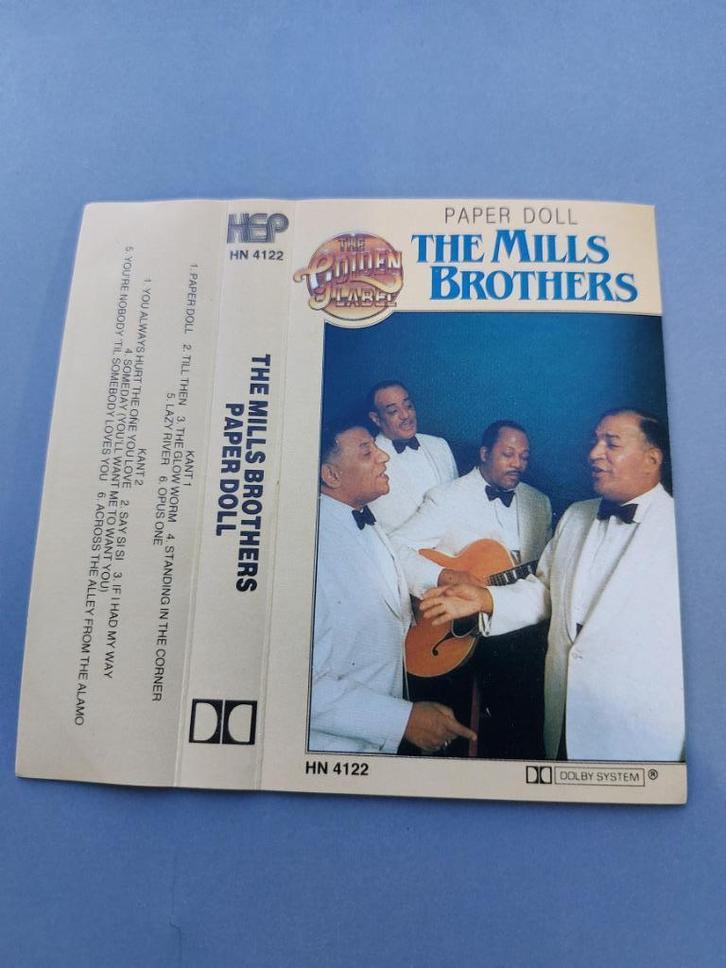 PAPER DOLL
THE MILLS
BROTHERS
THE
GOLDEN
LABEL
HN 4122
DOLBY SYSTEM ®
HEP
HN 4122
THE MILLS BROTHERS
PAPER DOLL
KANT 1
1. PAPER DOLL 2. TILL THEN 3. THE GLOW WORM 4. STANDING IN THE CORNER
5. LAZY RIVER 6. OPUS ONE
KANT 2
1. YOU ALWAYS HURT THE ONE YOU LOVE 2. SAY SI SI 3. IF I HAD MY WAY
4. SOMEDAY (YOU'LL WANT ME TO WANT YOU)
5. YOU'RE NOBODY 'TIL SOMEBODY LOVES YOU 6. ACROSS THE ALLEY FROM THE ALAMO